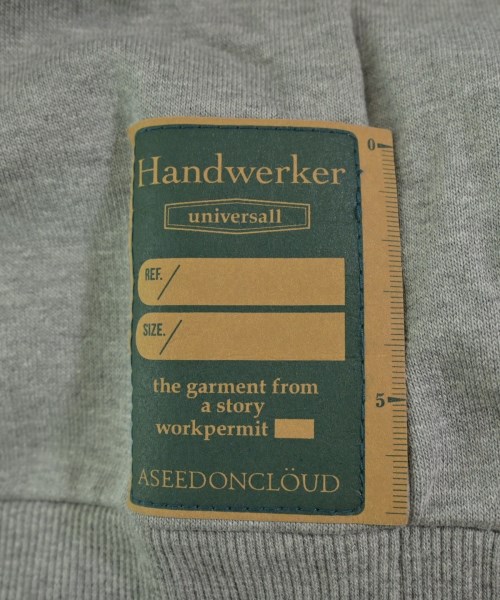 Handwerker
universall
REF. /
SIZE. /
the garment from
a story
workpermit
ASEEDONCLÖUD
0
5